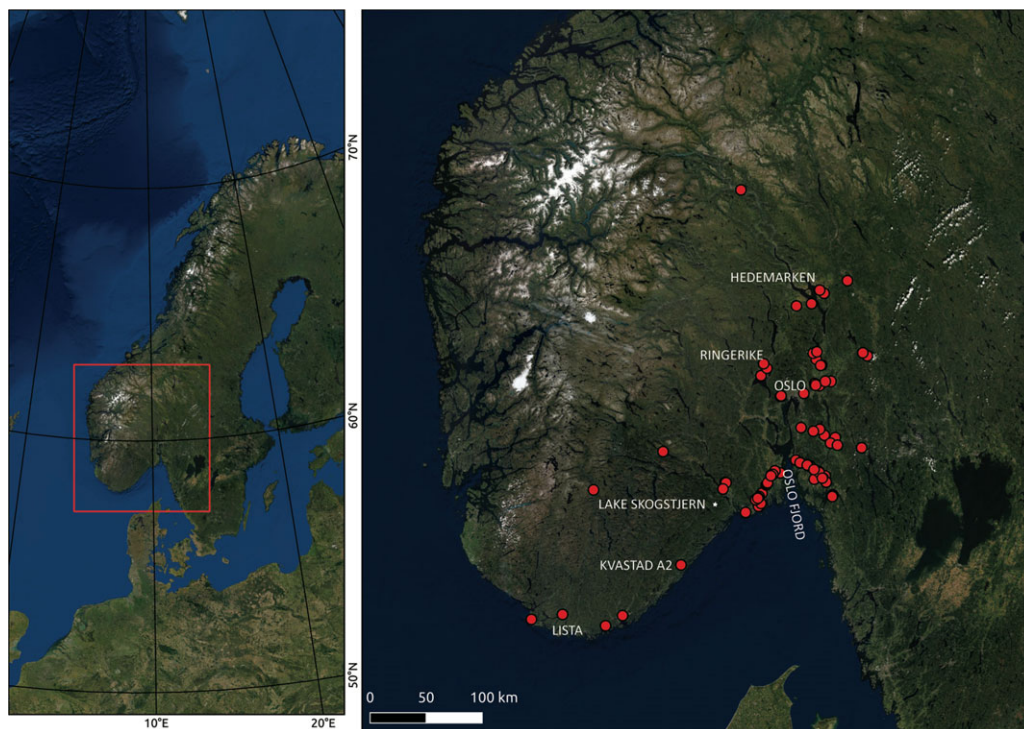 70°N
60°N
50°N
10°E
20°E
HEDEMARKEN
RINGERIKE
OSLO
OSLO FJORD
LAKE SKOGSTJERN
KVASTAD A2
LISTA
0 50 100 km